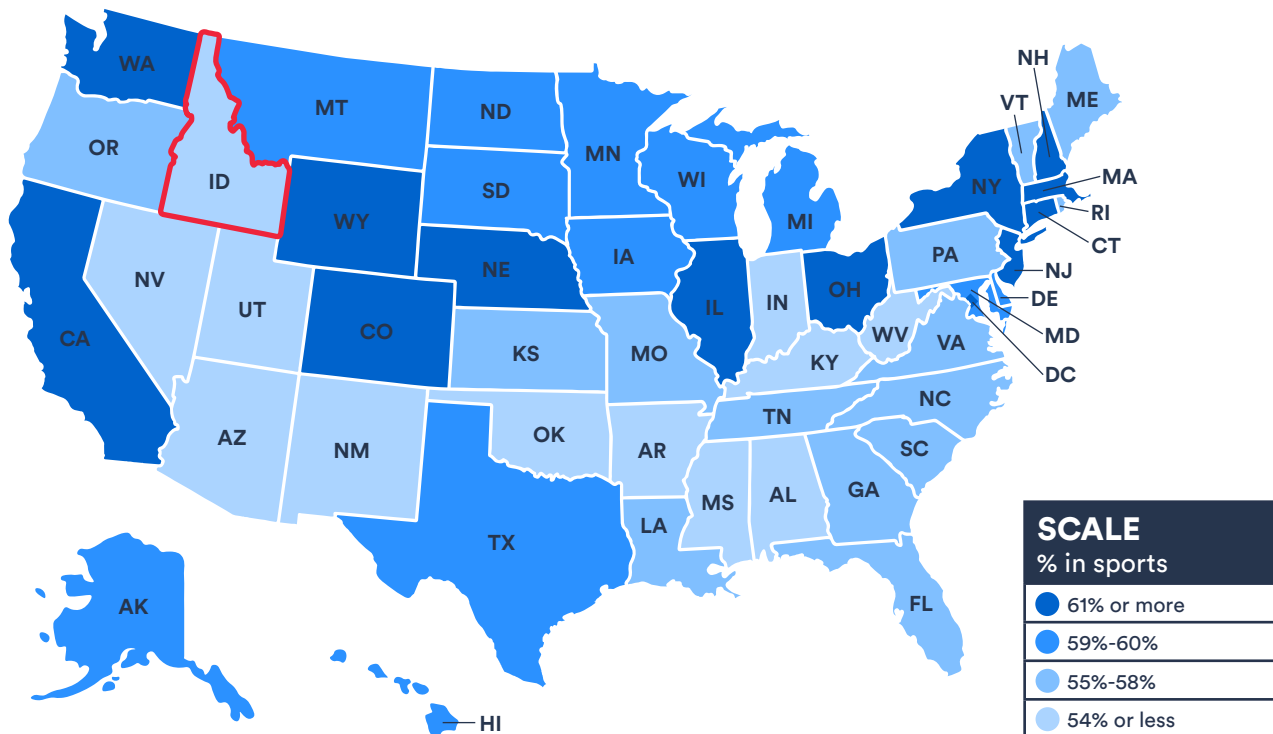 WA
MT
ND
MN
OR
ID
SD
WI
MI
WY
NE
IA
NV
UT
CO
CA
KS
MO
IL
IN
OH
PA
NY
VT
NH
ME
MA
RI
CT
NJ
DE
MD
DC
WV
VA
KY
TN
NC
SC
GA
AL
MS
AR
OK
LA
AZ
NM
TX
FL
AK
HI
SCALE
% in sports
61% or more
59%-60%
55%-58%
54% or less